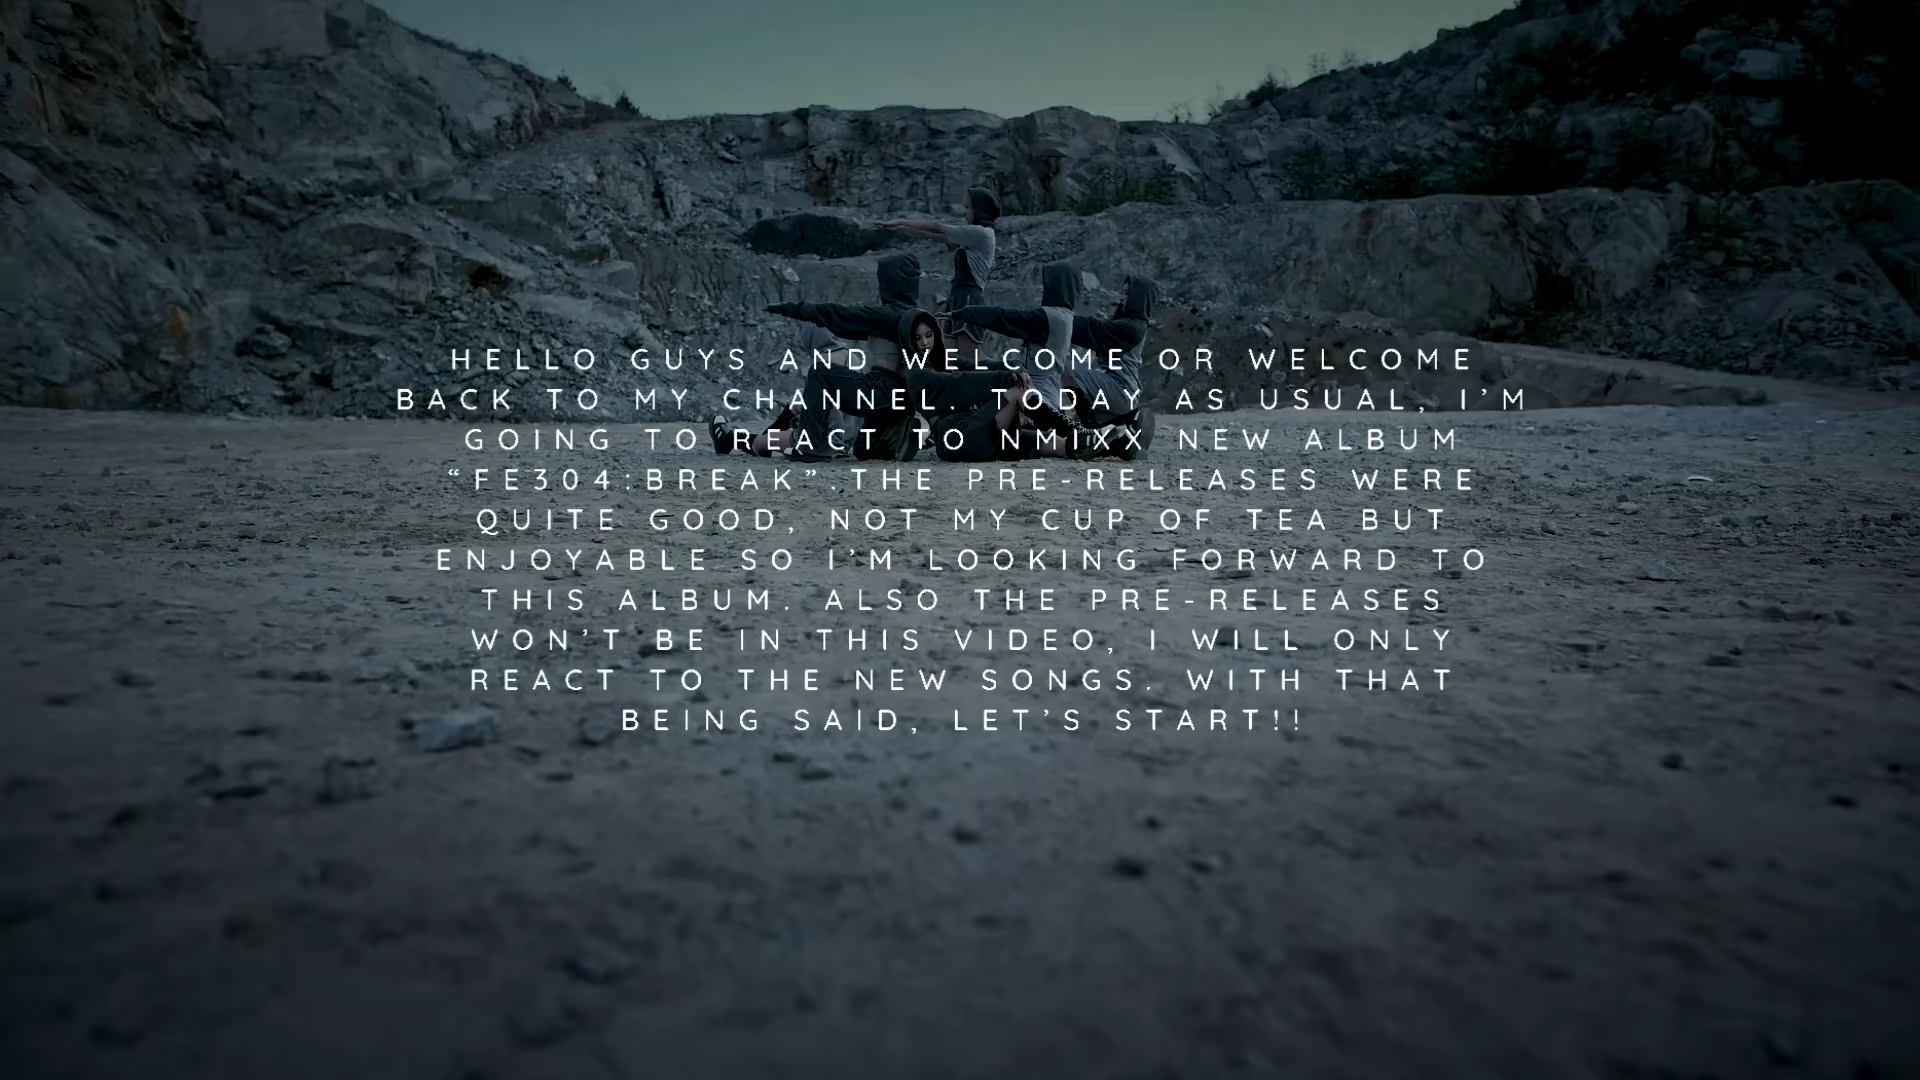 HELLO GUYS AND WELCOME OR WELCOME
BACK TO MY CHANNEL. TODAY AS USUAL, I’M
GOING TO REACT TO NMIXX NEW ALBUM
“FE304:BREAK”.THE PRE-RELEASES WERE
QUITE GOOD, NOT MY CUP OF TEA BUT
ENJOYABLE SO I’M LOOKING FORWARD TO
THIS ALBUM. ALSO THE PRE-RELEASES
WON’T BE IN THIS VIDEO, I WILL ONLY
REACT TO THE NEW SONGS. WITH THAT
BEING SAID, LET’S START!!